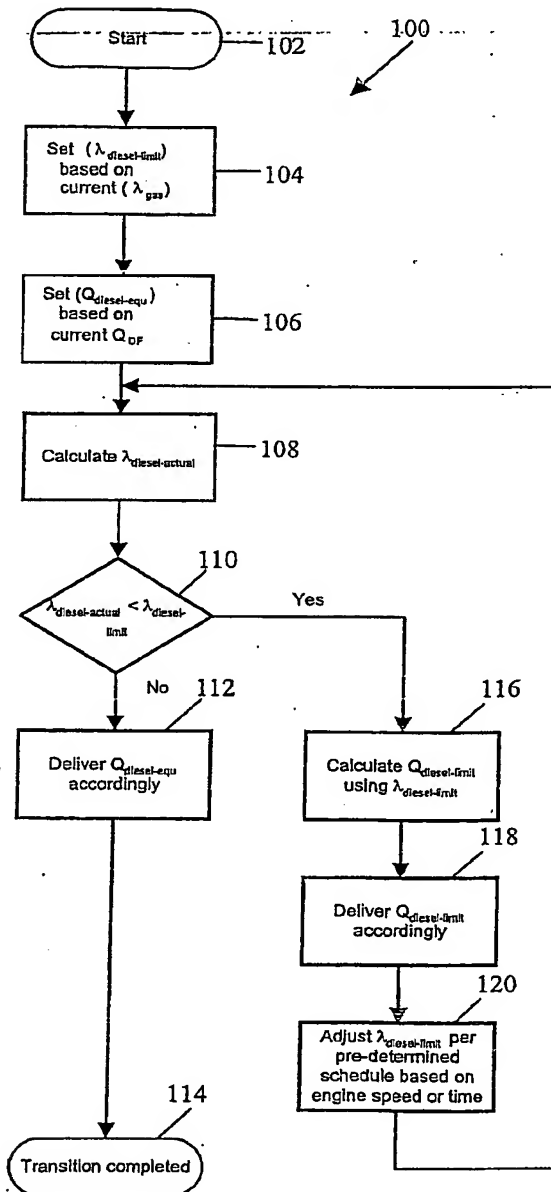 Start
102
100
Set (λdiesel-limit)
based on
current (λgas)
104
Set (Qdiesel-equ)
based on
current QDF
106
Calculate λdiesel-actual
108
110
λdiesel-actual < λdiesel-
limit
Yes
No
112
116
Deliver Qdiesel-equ
accordingly
Calculate Qdiesel-limit
using λdiesel-limit
118
Deliver Qdiesel-limit
accordingly
120
Adjust λdiesel-limit per
pre-determined
schedule based on
engine speed or time
114
Transition completed